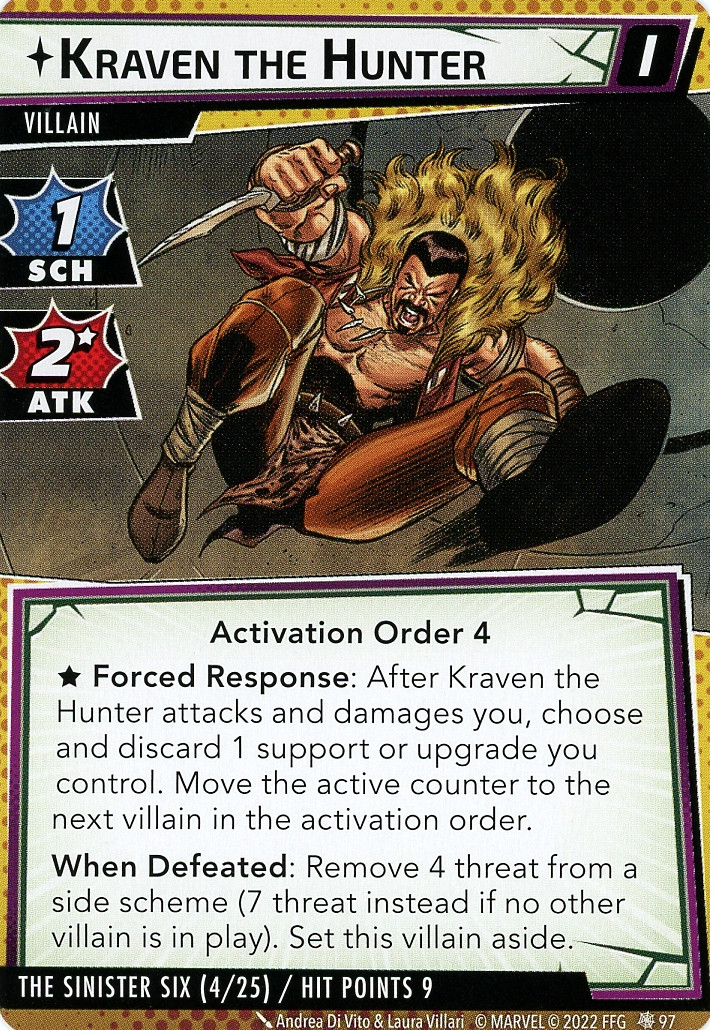 KRAVEN THE HUNTER
I
VILLAIN
1
SCH
2
ATK
Activation Order 4
★ Forced Response: After Kraven the
Hunter attacks and damages you, choose
and discard 1 support or upgrade you
control. Move the active counter to the
next villain in the activation order.
When Defeated: Remove 4 threat from a
side scheme (7 threat instead if no other
villain is in play). Set this villain aside.
THE SINISTER SIX (4/25) / HIT POINTS 9
Andrea Di Vito & Laura Villari © MARVEL © 2022 FFG 97